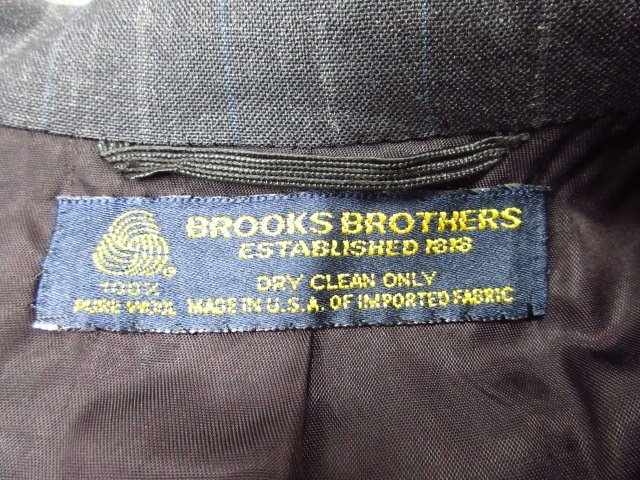 BROOKS BROTHERS
ESTABLISHED 1818
DRY CLEAN ONLY
MADE IN U.S.A. OF IMPORTED FABRIC
100%
PURE WOOL